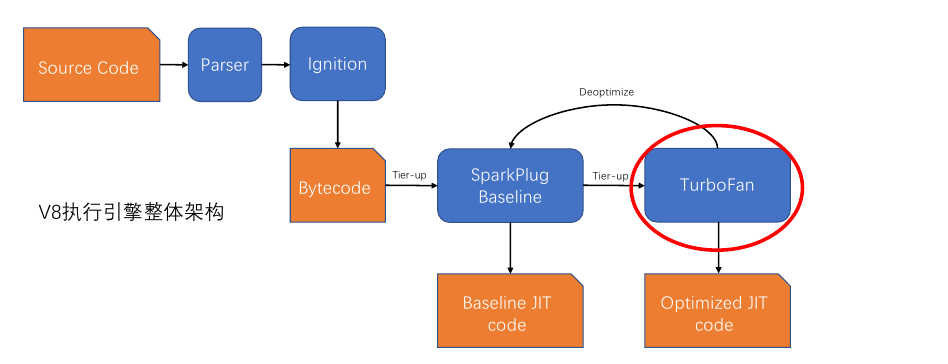 Source Code
Parser
Ignition
Deoptimize
Bytecode
Tier-up
SparkPlug
Baseline
Tier-up
TurboFan
V8执行引擎整体架构
Baseline JIT
code
Optimized JIT
code